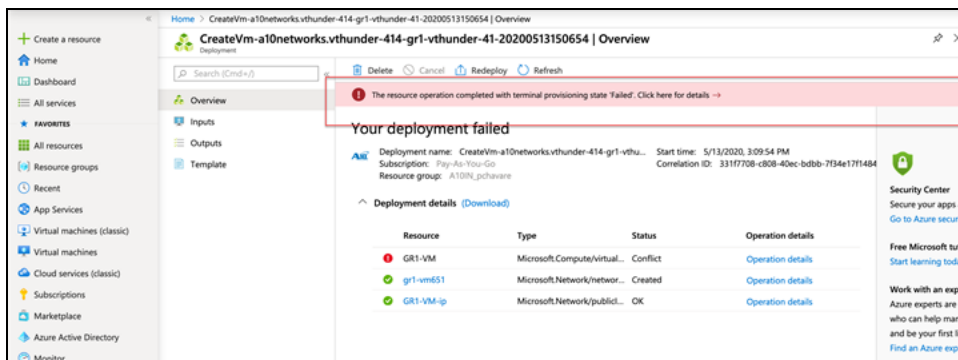 «
Create a resource
Home
Dashboard
All services
FAVORITES
All resources
Resource groups
Recent
App Services
Virtual machines (classic)
Virtual machines
Cloud services (classic)
Subscriptions
Marketplace
Azure Active Directory
Monitor
Home > CreateVm-a10networks.vthunder-414-gr1-vthunder-41-20200513150654 | Overview
CreateVm-a10networks.vthunder-414-gr1-vthunder-41-20200513150654 | Overview
Deployment
Search (Cmd+/)
«
Overview
Inputs
Outputs
Template
Delete Cancel Redeploy Refresh
The resource operation completed with terminal provisioning state 'Failed'. Click here for details →
Your deployment failed
Deployment name: CreateVm-a10networks.vthunder-414-gr1-vthu... Start time: 5/13/2020, 3:09:54 PM
Subscription: Pay-As-You-Go Correlation ID: 331f7708-c808-40ec-bdbb-7f34e17f1484
Resource group: A10IN_pchavare
Deployment details (Download)
Resource Type Status Operation details
GR1-VM Microsoft.Compute/virtual... Conflict Operation details
gr1-vm651 Microsoft.Network/networ... Created Operation details
GR1-VM-ip Microsoft.Network/publicI... OK Operation details
Security Center
Secure your apps
Go to Azure secur
Free Microsoft tu
Start learning toda
Work with an exp
Azure experts are
who can help mar
and be your first l
Find an Azure exp